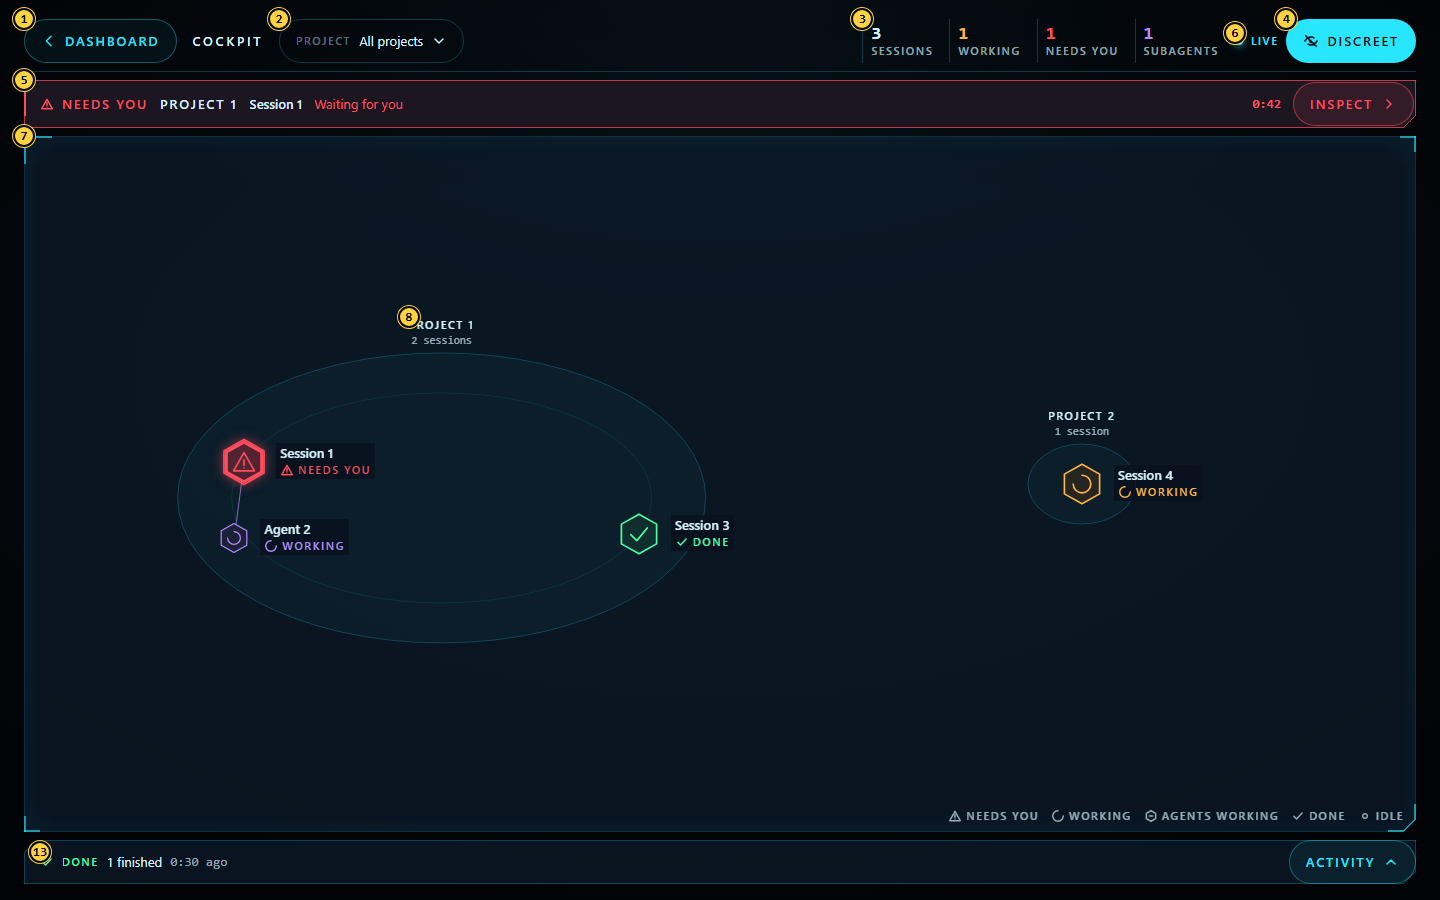 1 2 3 4 6
DASHBOARD COCKPIT PROJECT All projects 3 SESSIONS 1 WORKING 1 NEEDS YOU 1 SUBAGENTS LIVE DISCREET
5
NEEDS YOU PROJECT 1 Session 1 Waiting for you 0:42 INSPECT
7
8
ROJECT 1
2 sessions
Session 1
NEEDS YOU
Agent 2
WORKING
Session 3
DONE
PROJECT 2
1 session
Session 4
WORKING
NEEDS YOU WORKING AGENTS WORKING DONE IDLE
13
DONE 1 finished 0:30 ago ACTIVITY